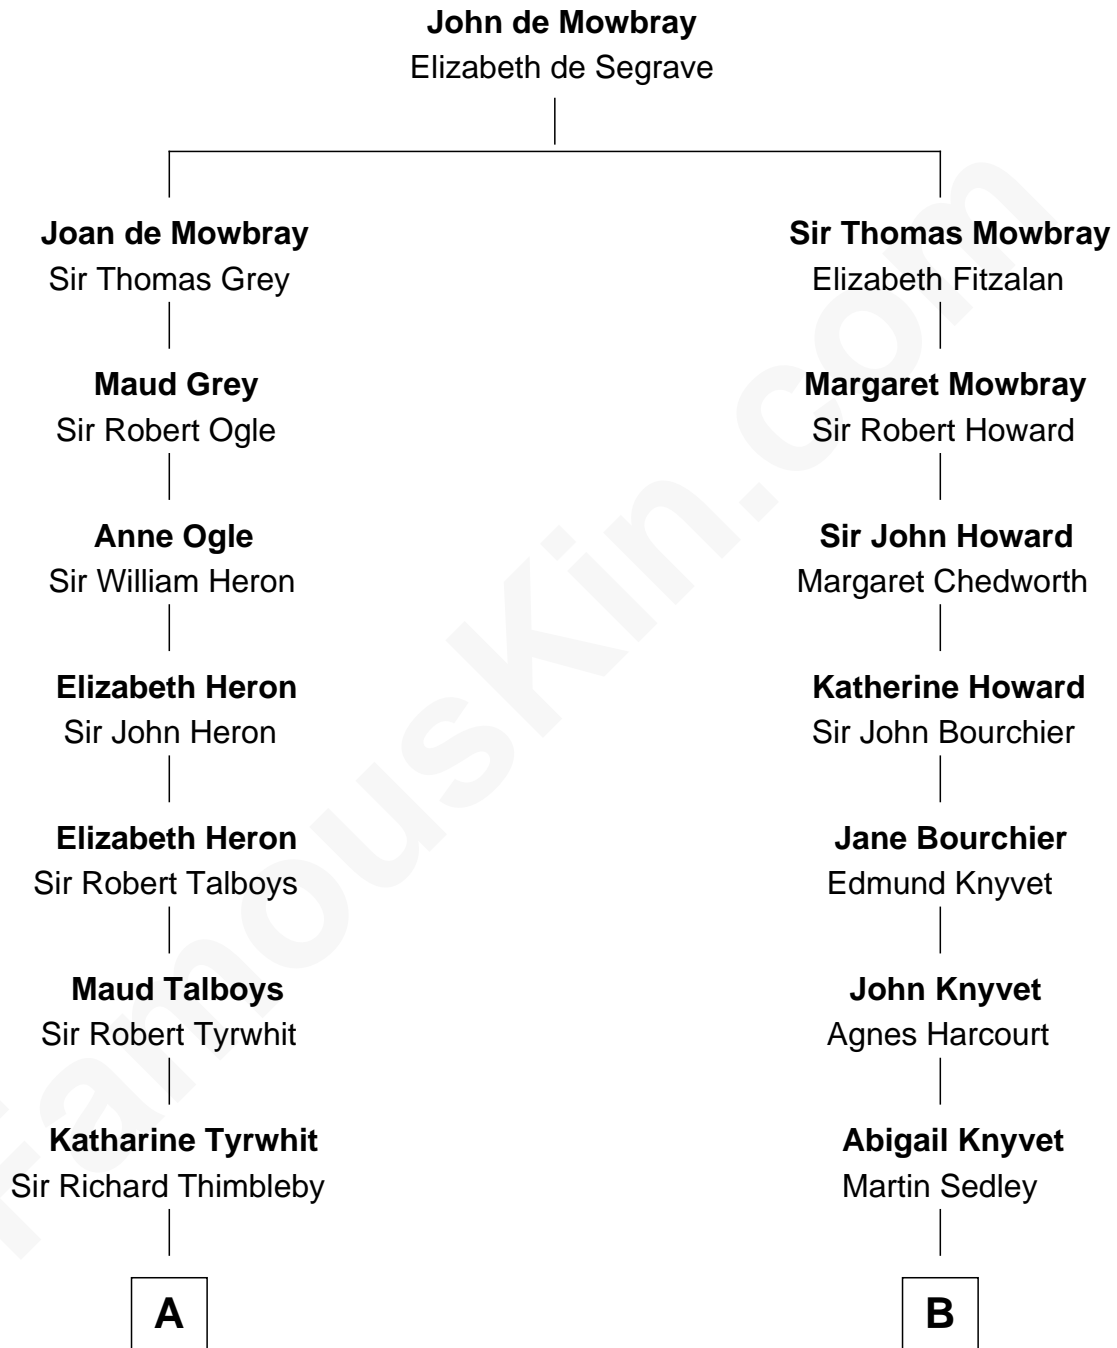 John de Mowbray
Elizabeth de Segrave
Joan de Mowbray
Sir Thomas Grey
Maud Grey
Sir Robert Ogle
Anne Ogle
Sir William Heron
Elizabeth Heron
Sir John Heron
Elizabeth Heron
Sir Robert Talboys
Maud Talboys
Sir Robert Tyrwhit
Katharine Tyrwhit
Sir Richard Thimbleby
A
Sir Thomas Mowbray
Elizabeth Fitzalan
Margaret Mowbray
Sir Robert Howard
Sir John Howard
Margaret Chedworth
Katherine Howard
Sir John Bourchier
Jane Bourchier
Edmund Knyvet
John Knyvet
Agnes Harcourt
Abigail Knyvet
Martin Sedley
B
FamousKin.com